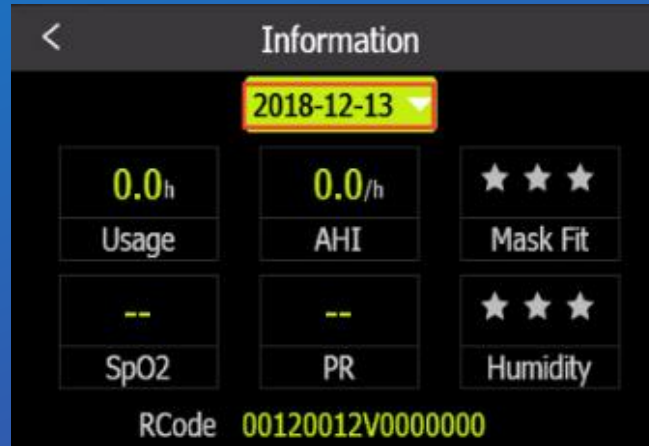 Information
2018-12-13
0.0h 0.0/h
Usage AHI Mask Fit
-- --
SpO2 PR Humidity
RCode 00120012V0000000